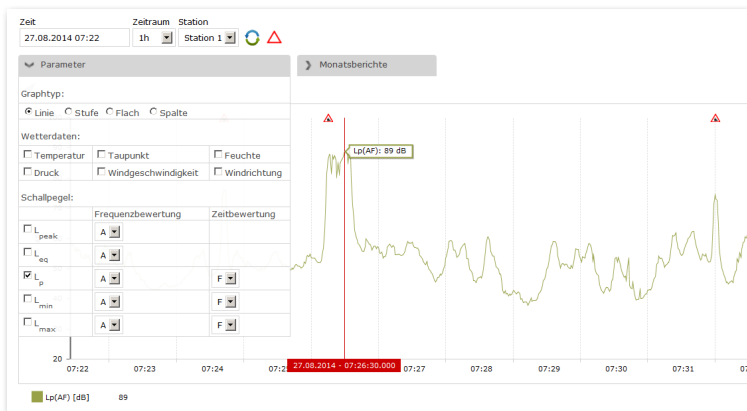 Zeit Zeitraum Station
27.08.2014 07:22 1h Station 1
Parameter Monatsberichte
Graphtyp:
Linie Stufe Flach Spalte
Wetterdaten:
Temperatur Taupunkt Feuchte
Druck Windgeschwindigkeit Windrichtung
Lp(AF): 89 dB
Schallpegel:
Frequenzbewertung Zeitbewertung
Lpeak A
Leq A
Lp A F
Lmin A F
Lmax A F
20
27.08.2014 - 07:26:30.000
07:22 07:23 07:24 07:27 07:28 07:29 07:30 07:31
Lp(AF) [dB] 89